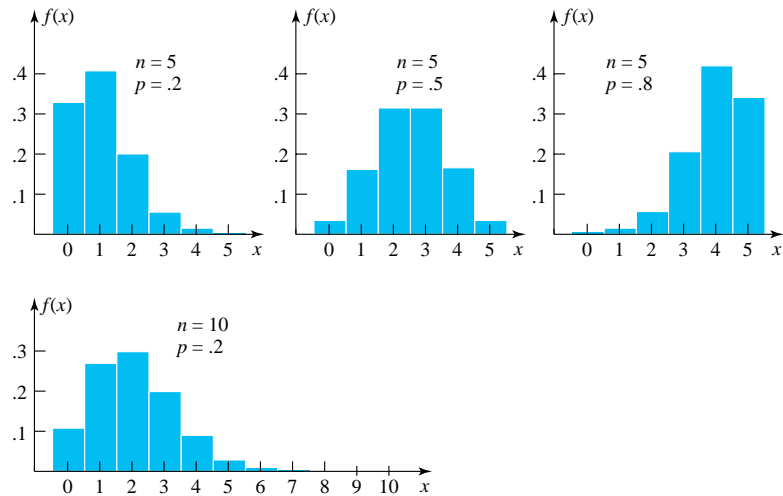 f(x)
n = 5
p = .2
.4
.3
.2
.1
0 1 2 3 4 5 x
f(x)
n = 5
p = .5
.4
.3
.2
.1
0 1 2 3 4 5 x
f(x)
n = 5
p = .8
.4
.3
.2
.1
0 1 2 3 4 5 x
f(x)
n = 10
p = .2
.3
.2
.1
0 1 2 3 4 5 6 7 8 9 10 x